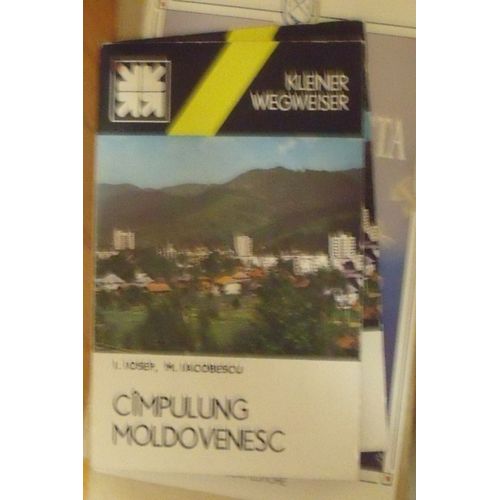 KLEINER
WEGWEISER
I. IOSEP, M. IACOBESCU
CÎMPULUNG
MOLDOVENESC